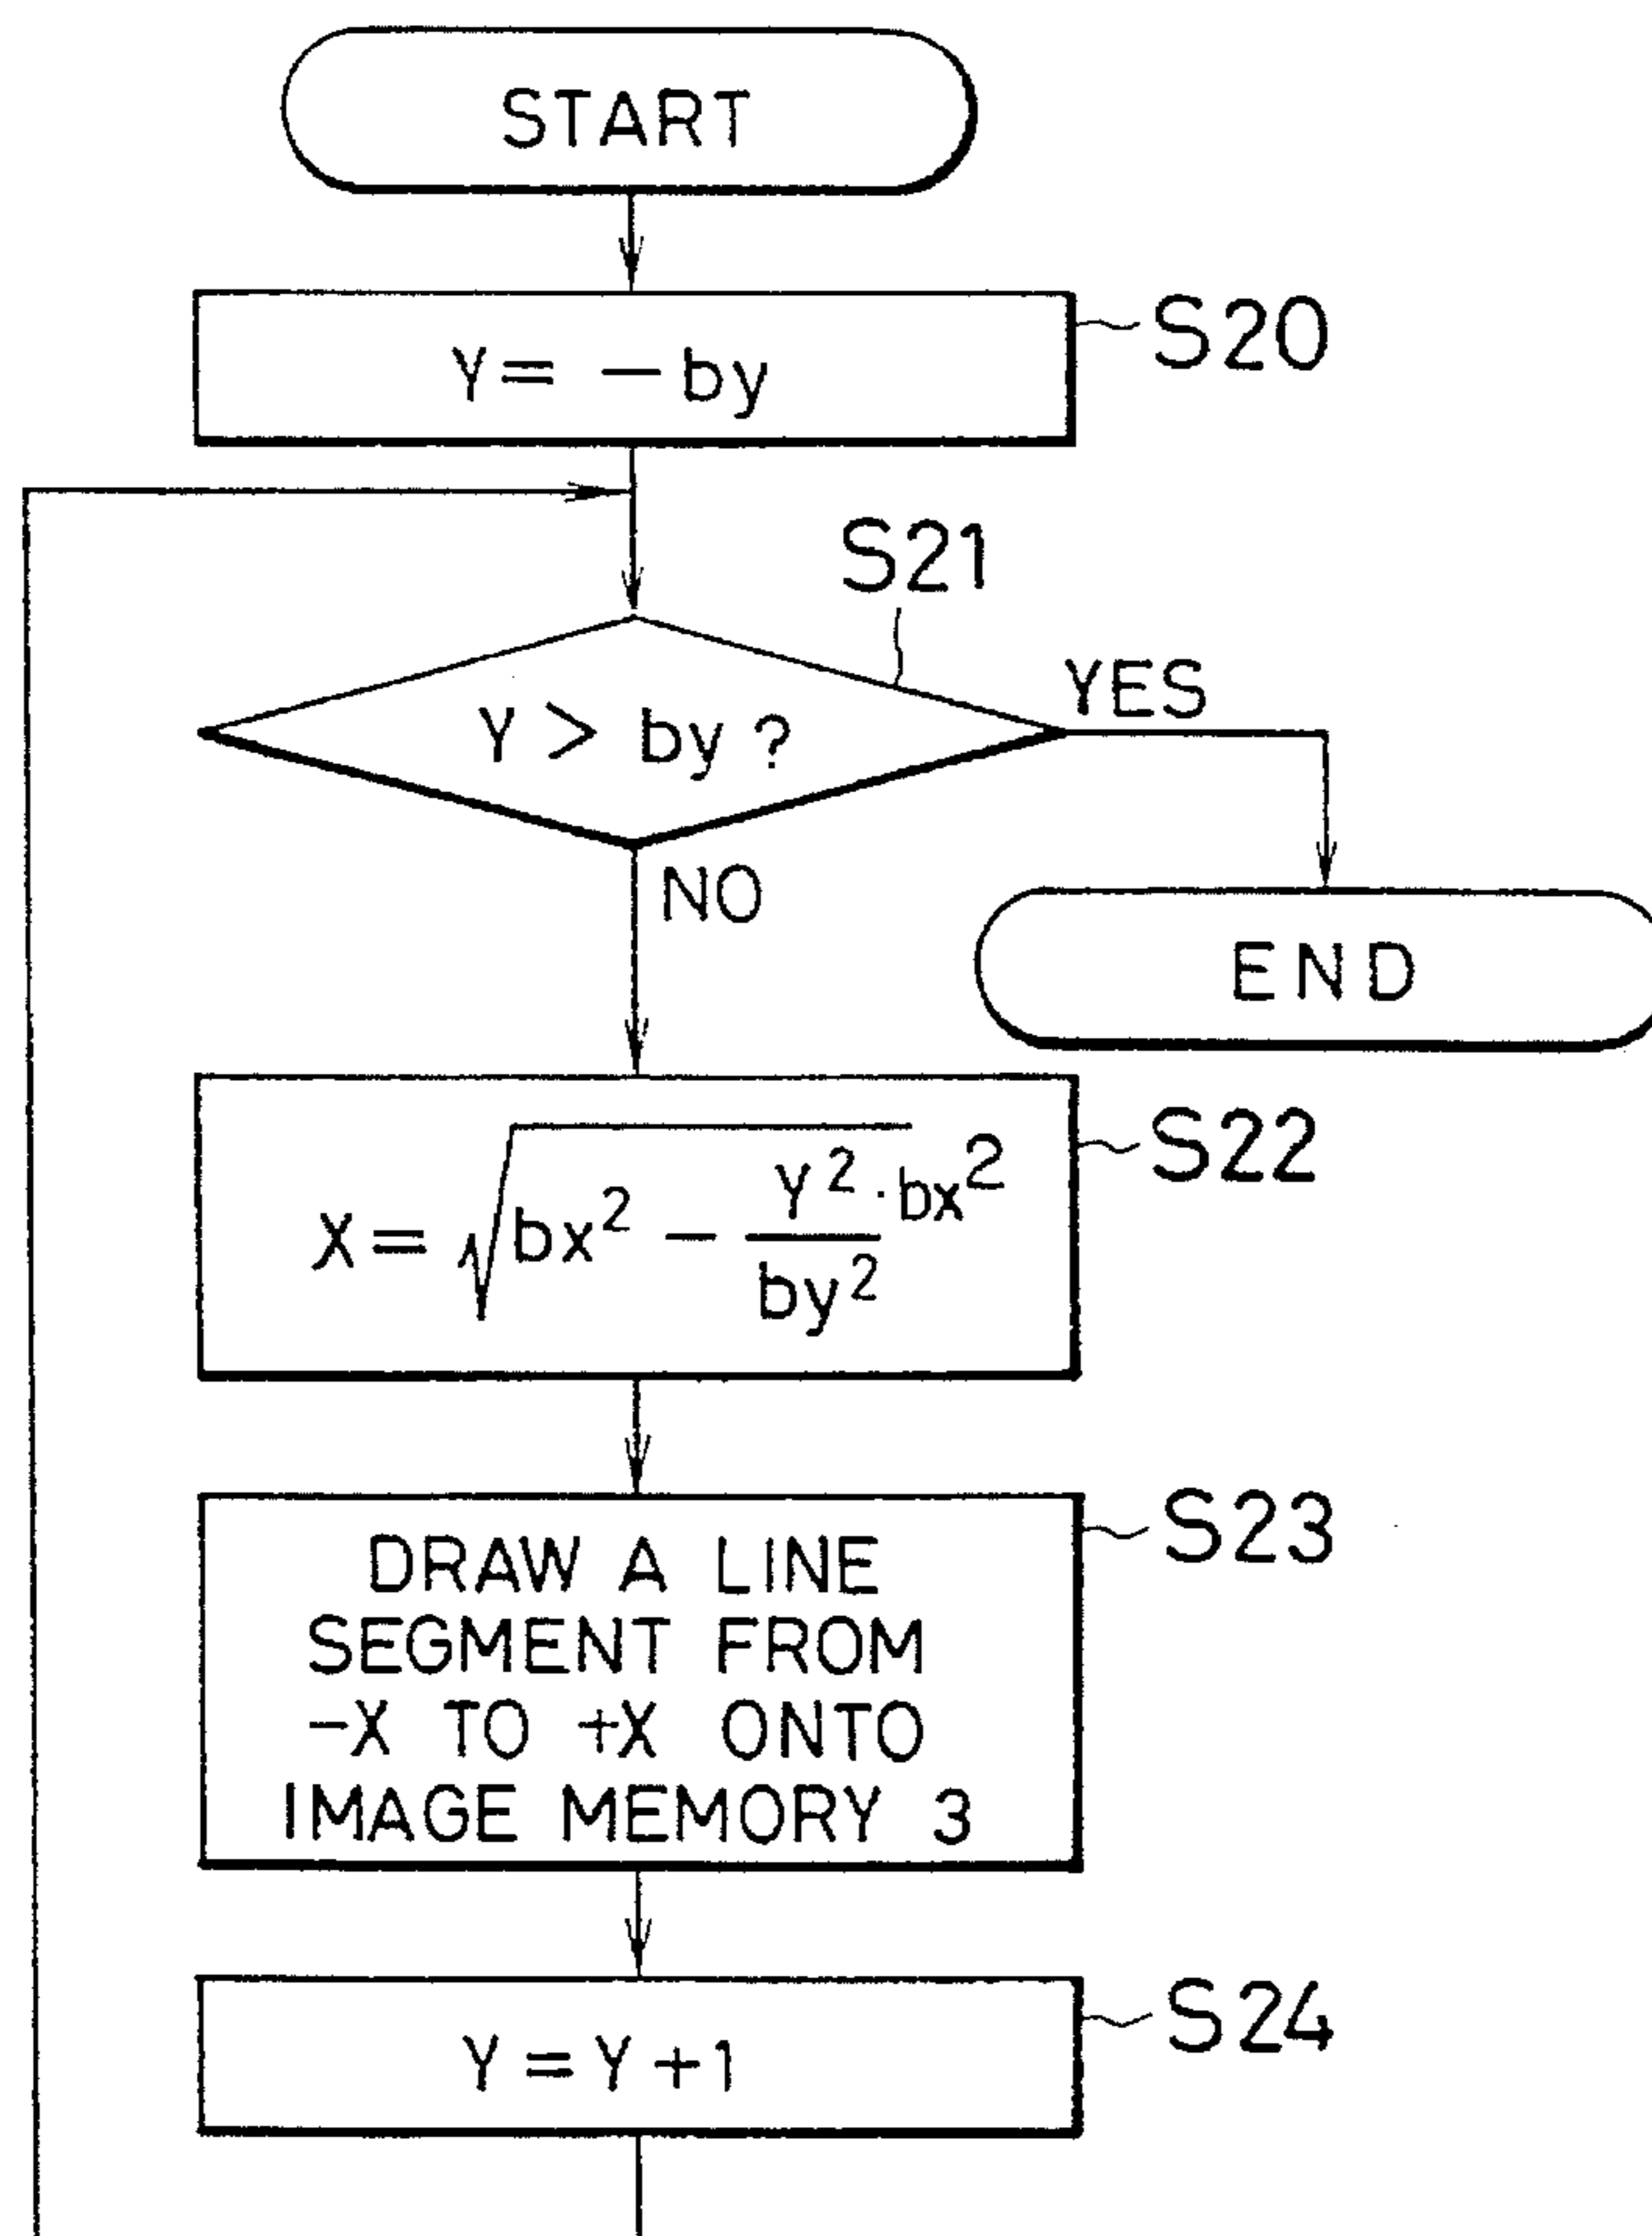 START
Y = −by
S20
S21
Y > by ?
YES
NO
END
X = √bx² − Y²·bx² / by²
S22
DRAW A LINE
SEGMENT FROM
−X TO +X ONTO
IMAGE MEMORY 3
S23
Y = Y + 1
S24